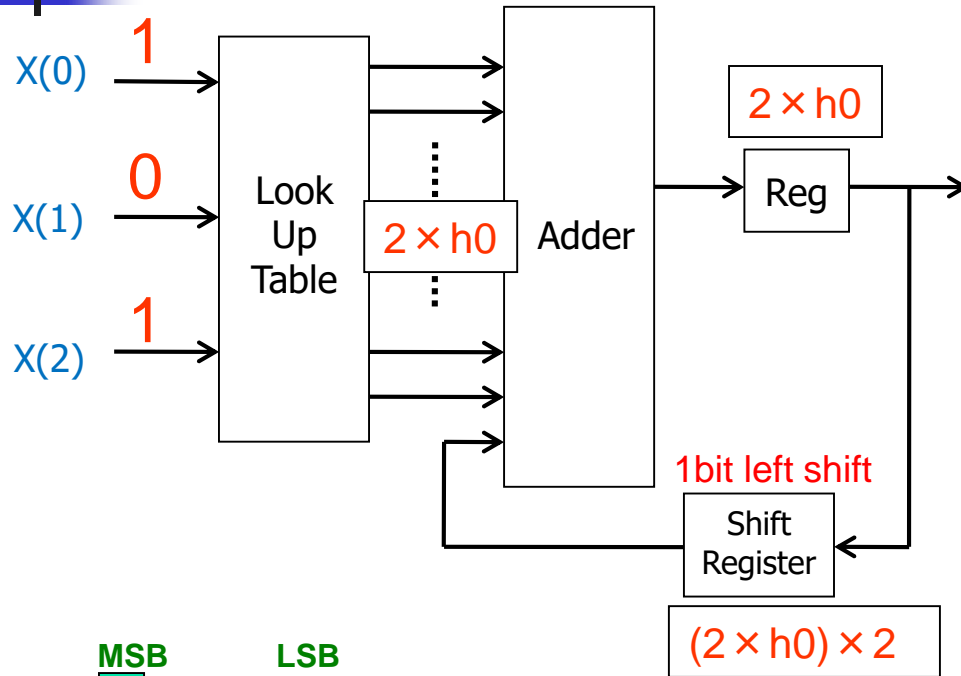 1
X(0)
0
X(1)
1
X(2)
Look
Up
Table
2×h0
Adder
2×h0
Reg
1bit left shift
Shift
Register
(2×h0)×2
MSB LSB